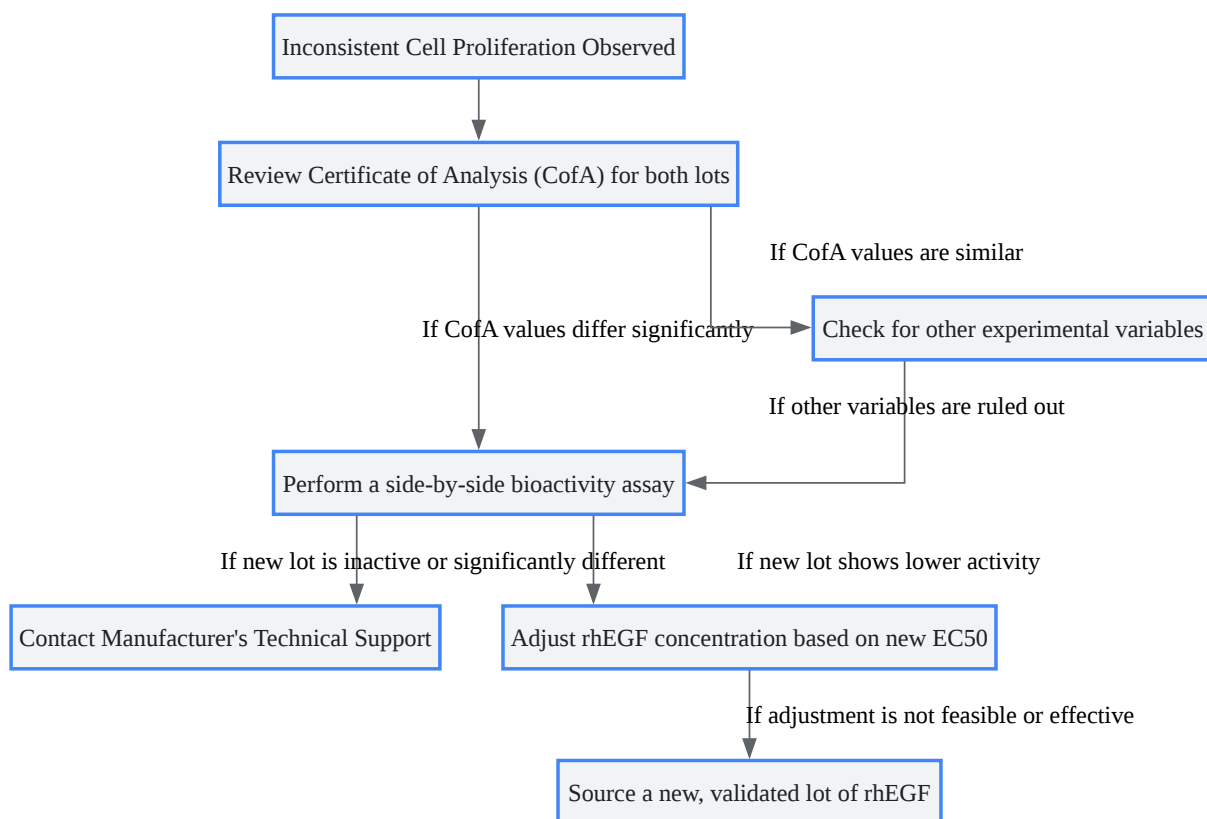 Inconsistent Cell Proliferation Observed
Review Certificate of Analysis (CofA) for both lots
If CofA values are similar
If CofA values differ significantly
Check for other experimental variables
If other variables are ruled out
Perform a side-by-side bioactivity assay
If new lot is inactive or significantly different
If new lot shows lower activity
Contact Manufacturer's Technical Support
Adjust rhEGF concentration based on new EC50
If adjustment is not feasible or effective
Source a new, validated lot of rhEGF